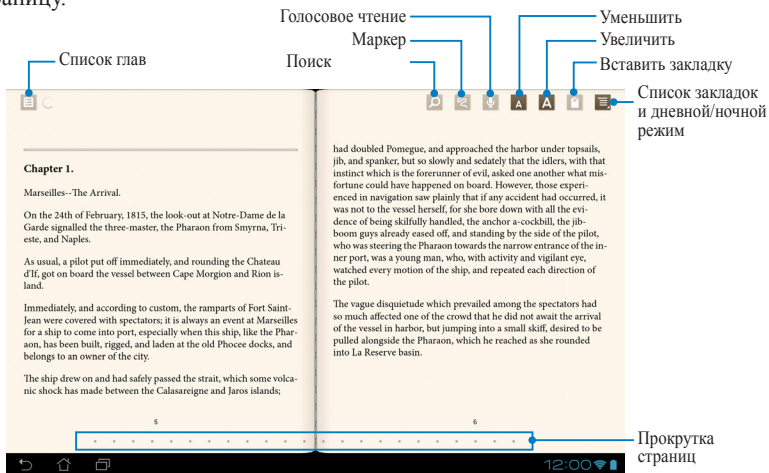 Голосовое чтение
Уменьшить
Маркер
Увеличить
Список глав
Поиск
Вставить закладку
Список закладок
и дневной/ночной
режим
A
A
Chapter 1.
Marseilles--The Arrival.
On the 24th of February, 1815, the look-out at Notre-Dame de la
Garde signalled the three-master, the Pharaon from Smyrna, Tri-
este, and Naples.
As usual, a pilot put off immediately, and rounding the Chateau
d'If, got on board the vessel between Cape Morgion and Rion is-
land.
Immediately, and according to custom, the ramparts of Fort Saint-
Jean were covered with spectators; it is always an event at Marseilles
for a ship to come into port, especially when this ship, like the Phar-
aon, has been built, rigged, and laden at the old Phocee docks, and
belongs to an owner of the city.
The ship drew on and had safely passed the strait, which some volca-
nic shock has made between the Calasareigne and Jaros islands;
5
had doubled Pomegue, and approached the harbor under topsails,
jib, and spanker, but so slowly and sedately that the idlers, with that
instinct which is the forerunner of evil, asked one another what mis-
fortune could have happened on board. However, those experi-
enced in navigation saw plainly that if any accident had occurred, it
was not to the vessel herself, for she bore down with all the evi-
dence of being skilfully handled, the anchor a-cockbill, the jib-
boom guys already eased off, and standing by the side of the pilot,
who was steering the Pharaon towards the narrow entrance of the in-
ner port, was a young man, who, with activity and vigilant eye,
watched every motion of the ship, and repeated each direction of
the pilot.
The vague disquietude which prevailed among the spectators had
so much affected one of the crowd that he did not await the arrival
of the vessel in harbor, but jumping into a small skiff, desired to be
pulled alongside the Pharaon, which he reached as she rounded
into La Reserve basin.
6
Прокрутка
страниц
12:00